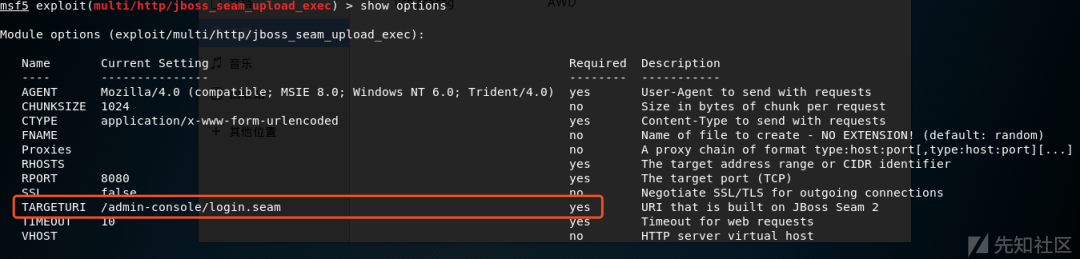 msf5 exploit(multi/http/jboss_seam_upload_exec) > show options
AWD
Module options (exploit/multi/http/jboss_seam_upload_exec):
Name Current Setting Required Description
---- --------------- -------- -----------
音乐
AGENT Mozilla/4.0 (compatible; MSIE 8.0; Windows NT 6.0; Trident/4.0) yes User-Agent to send with requests
CHUNKSIZE 1024 no Size in bytes of chunk per request
CTYPE application/x-www-form-urlencoded yes Content-Type to send with requests
FNAME no Name of file to create - NO EXTENSION! (default: random)
+ 其他位置
Proxies no A proxy chain of format type:host:port[,type:host:port][...]
RHOSTS yes The target address range or CIDR identifier
RPORT 8080 yes The target port (TCP)
SSL false no Negotiate SSL/TLS for outgoing connections
TARGETURI /admin-console/login.seam yes URI that is built on JBoss Seam 2
TIMEOUT 10 yes Timeout for web requests
VHOST no HTTP server virtual host
先知社区